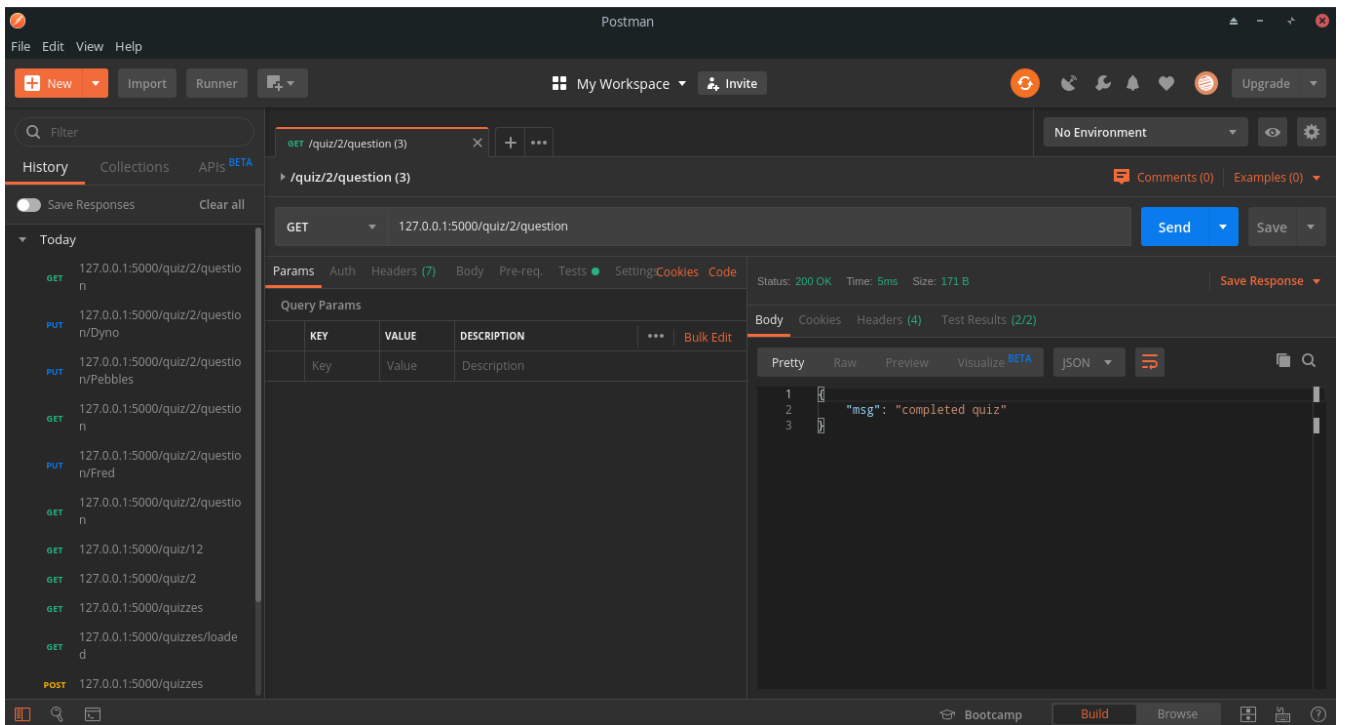 Postman
File Edit View Help
New Import Runner My Workspace Invite Upgrade
Filter
History Collections APIs BETA
Save Responses Clear all
Today
GET 127.0.0.1:5000/quiz/2/questio
n
PUT 127.0.0.1:5000/quiz/2/questio
n/Dyno
PUT 127.0.0.1:5000/quiz/2/questio
n/Pebbles
GET 127.0.0.1:5000/quiz/2/questio
n
PUT 127.0.0.1:5000/quiz/2/questio
n/Fred
GET 127.0.0.1:5000/quiz/2/questio
n
GET 127.0.0.1:5000/quiz/12
GET 127.0.0.1:5000/quiz/2
GET 127.0.0.1:5000/quizzes
GET 127.0.0.1:5000/quizzes/loade
d
POST 127.0.0.1:5000/quizzes
GET /quiz/2/question (3)
No Environment
/quiz/2/question (3)
Comments (0) Examples (0)
GET 127.0.0.1:5000/quiz/2/question Send Save
Params Auth Headers (7) Body Pre-req. Tests Settings Cookies Code
Query Params
KEY VALUE DESCRIPTION Bulk Edit
Key Value Description
Status: 200 OK Time: 5ms Size: 171 B Save Response
Body Cookies Headers (4) Test Results (2/2)
Pretty Raw Preview Visualize BETA JSON
1 {
2 "msg": "completed quiz"
3 }
Bootcamp Build Browse